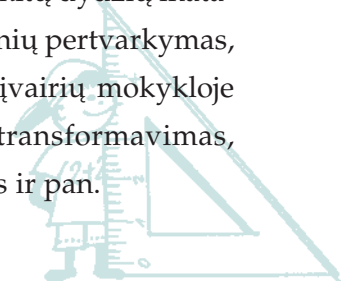 nių pertvarkymas,
įvairių mokykloje
transformavimas,
s ir pan.